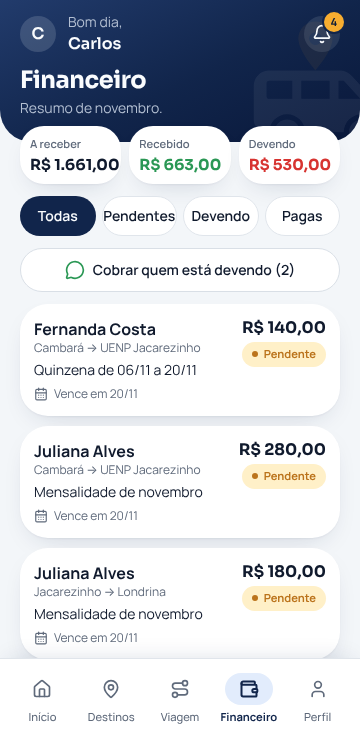 C
Bom dia,
Carlos
4
Financeiro
Resumo de novembro.
A receber
R$ 1.661,00
Recebido
R$ 663,00
Devendo
R$ 530,00
Todas
Pendentes
Devendo
Pagas
Cobrar quem está devendo (2)
Fernanda Costa
R$ 140,00
Cambará → UENP Jacarezinho
Pendente
Quinzena de 06/11 a 20/11
Vence em 20/11
Juliana Alves
R$ 280,00
Cambará → UENP Jacarezinho
Pendente
Mensalidade de novembro
Vence em 20/11
Juliana Alves
R$ 180,00
Jacarezinho → Londrina
Pendente
Mensalidade de novembro
Vence em 20/11
Início
Destinos
Viagem
Financeiro
Perfil